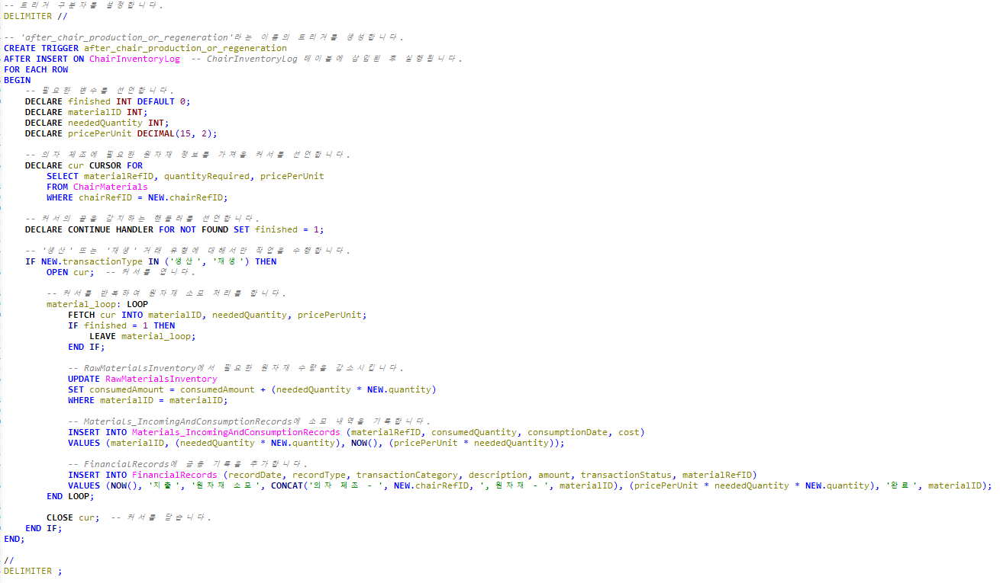 -- 트리거 구분자를 설정합니다.
DELIMITER //
-- 'after_chair_production_or_regeneration'라는 이름의 트리거를 생성합니다.
CREATE TRIGGER after_chair_production_or_regeneration
AFTER INSERT ON ChairInventoryLog  -- ChairInventoryLog 테이블에 삽입된 후 실행됩니다.
FOR EACH ROW
BEGIN
    -- 필요한 변수를 선언합니다.
    DECLARE finished INT DEFAULT 0;
    DECLARE materialID INT;
    DECLARE neededQuantity INT;
    DECLARE pricePerUnit DECIMAL(15, 2);
    -- 의자 제조에 필요한 원자재 정보를 가져올 커서를 선언합니다.
    DECLARE cur CURSOR FOR
        SELECT materialRefID, quantityRequired, pricePerUnit
        FROM ChairMaterials
        WHERE chairRefID = NEW.chairRefID;
    -- 커서의 끝을 감지하는 핸들러를 선언합니다.
    DECLARE CONTINUE HANDLER FOR NOT FOUND SET finished = 1;
    -- '생산' 또는 '재생' 거래 유형에 대해서만 작업을 수행합니다.
    IF NEW.transactionType IN ('생산', '재생') THEN
        OPEN cur;  -- 커서를 엽니다.
        -- 커서를 반복하여 원자재 소모 처리를 합니다.
        material_loop: LOOP
            FETCH cur INTO materialID, neededQuantity, pricePerUnit;
            IF finished = 1 THEN
                LEAVE material_loop;
            END IF;
            -- RawMaterialsInventory에서 필요한 원자재 수량을 감소시킵니다.
            UPDATE RawMaterialsInventory
            SET consumedAmount = consumedAmount + (neededQuantity * NEW.quantity)
            WHERE materialID = materialID;
            -- Materials_IncomingAndConsumptionRecords에 소모 내역을 기록합니다.
            INSERT INTO Materials_IncomingAndConsumptionRecords (materialRefID, consumedQuantity, consumptionDate, cost)
            VALUES (materialID, (neededQuantity * NEW.quantity), NOW(), (pricePerUnit * neededQuantity));
            -- FinancialRecords에 금융 기록을 추가합니다.
            INSERT INTO FinancialRecords (recordDate, recordType, transactionCategory, description, amount, transactionStatus, materialRefID)
            VALUES (NOW(), '지출', '원자재 소모', CONCAT('의자 제조 - ', NEW.chairRefID, ', 원자재 - ', materialID), (pricePerUnit * neededQuantity * NEW.quantity), '완료', materialID);
        END LOOP;
        CLOSE cur;  -- 커서를 닫습니다.
    END IF;
END;
//
DELIMITER ;